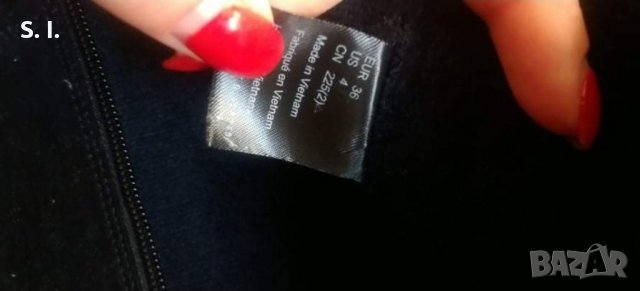 S. I.
EUR 36
US 4
CN 225(2)
Made in Vietnam
Fabriqué en Vietnam
BAZAR